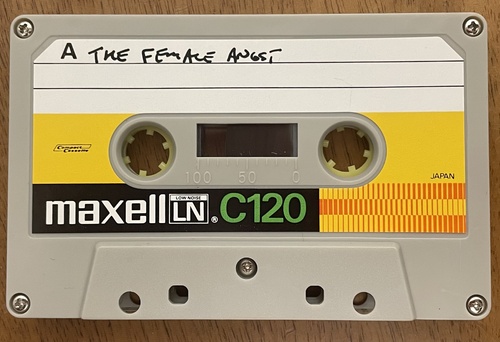 A THE FEMALE ANGST
Compact Cassette
100 50 0
JAPAN
maxell LOW NOISE LN ® C120